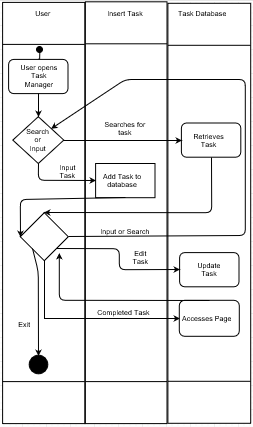 User
Insert Task
Task Database
User opens
Task
Manager
Search
or
Input
Searches for
task
Retrieves
Task
Input
Task
Add Task to
database
Input or Search
Edit
Task
Update
Task
Completed Task
Accesses Page
Exit